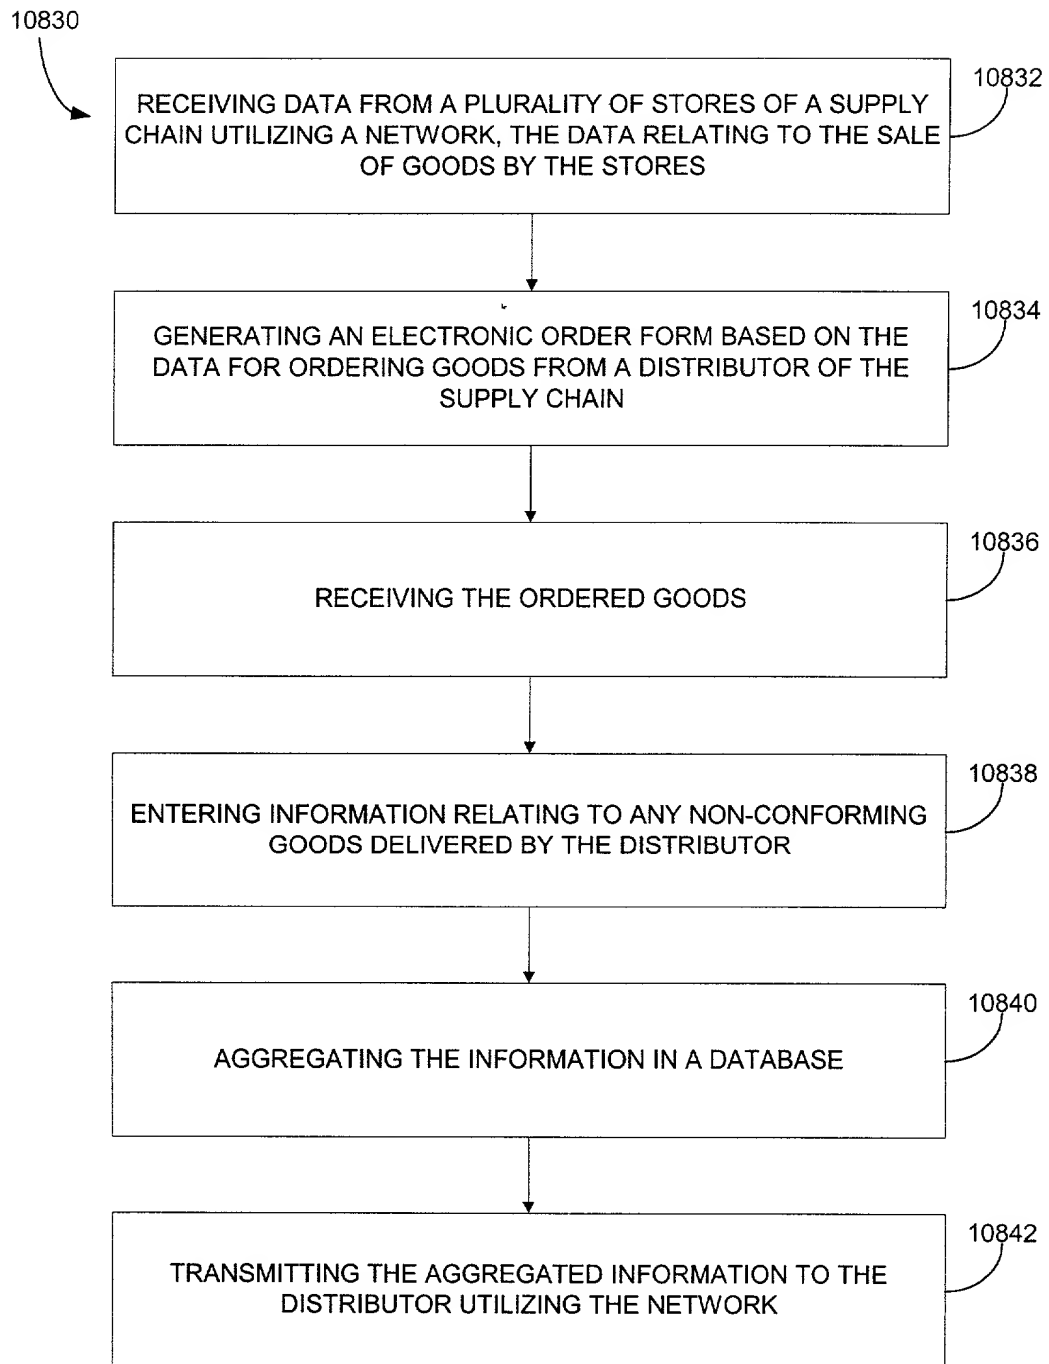 10830
10832
RECEIVING DATA FROM A PLURALITY OF STORES OF A SUPPLY
CHAIN UTILIZING A NETWORK, THE DATA RELATING TO THE SALE
OF GOODS BY THE STORES
10834
GENERATING AN ELECTRONIC ORDER FORM BASED ON THE
DATA FOR ORDERING GOODS FROM A DISTRIBUTOR OF THE
SUPPLY CHAIN
10836
RECEIVING THE ORDERED GOODS
10838
ENTERING INFORMATION RELATING TO ANY NON-CONFORMING
GOODS DELIVERED BY THE DISTRIBUTOR
10840
AGGREGATING THE INFORMATION IN A DATABASE
10842
TRANSMITTING THE AGGREGATED INFORMATION TO THE
DISTRIBUTOR UTILIZING THE NETWORK